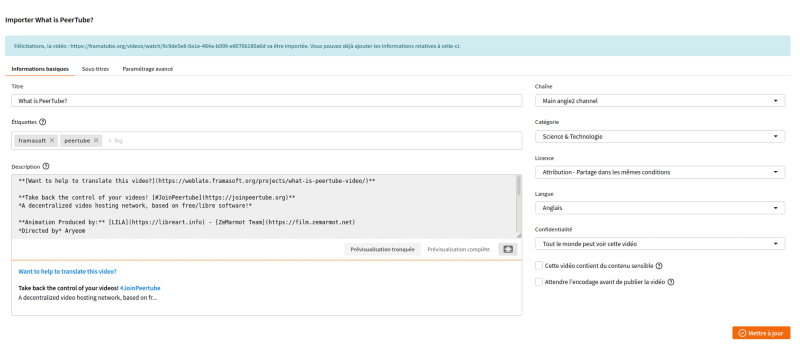 Importer What is PeerTube?
Félicitations, la vidéo : https://framatube.org/videos/watch/9c9de5e8-0a1e-484a-b099-e80766180a6d va être importée. Vous pouvez déjà ajouter les informations relatives à celle-ci.
Informations basiques Sous-titres Paramétrage avancé
Titre
What is PeerTube?
Étiquettes
framasoft × peertube × + Tag
Description
**[Want to help to translate this video?](https://weblate.framasoft.org/projects/what-is-peertube-video/)**
**Take back the control of your videos! [#JoinPeertube](https://joinpeertube.org)**
*A decentralized video hosting network, based on free/libre software!*
**Animation Produced by:** [LILA](https://libreart.info) - [ZeMarmot Team](https://film.zemarmot.net)
*Directed by* Aryeom
Prévisualisation tronquée Prévisualisation complète
Want to help to translate this video?
Take back the control of your videos! #JoinPeertube
A decentralized video hosting network, based on fr...
Chaîne
Main angie2 channel
Catégorie
Science & Technologie
Licence
Attribution - Partage dans les mêmes conditions
Langue
Anglais
Confidentialité
Tout le monde peut voir cette vidéo
Cette vidéo contient du contenu sensible
Attendre l'encodage avant de publier la vidéo
Mettre à jour